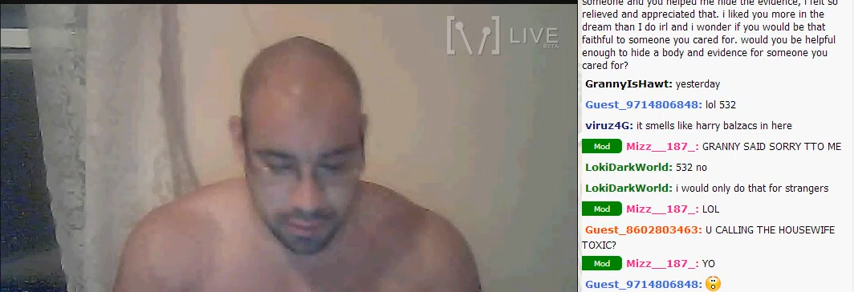 LIVE
BETA
someone and you helped me hide the evidence, i felt so
relieved and appreciated that. i liked you more in the
dream than I do irl and i wonder if you would be that
faithful to someone you cared for. would you be helpful
enough to hide a body and evidence for someone you
cared for?
GrannyIsHawt: yesterday
Guest_9714806848: lol 532
viruz4G: it smells like harry balzacs in here
Mod Mizz__187_: GRANNY SAID SORRY TTO ME
LokiDarkWorld: 532 no
LokiDarkWorld: i would only do that for strangers
Mod Mizz__187_: LOL
Guest_8602803463: U CALLING THE HOUSEWIFE
TOXIC?
Mod Mizz__187_: YO
Guest_9714806848: